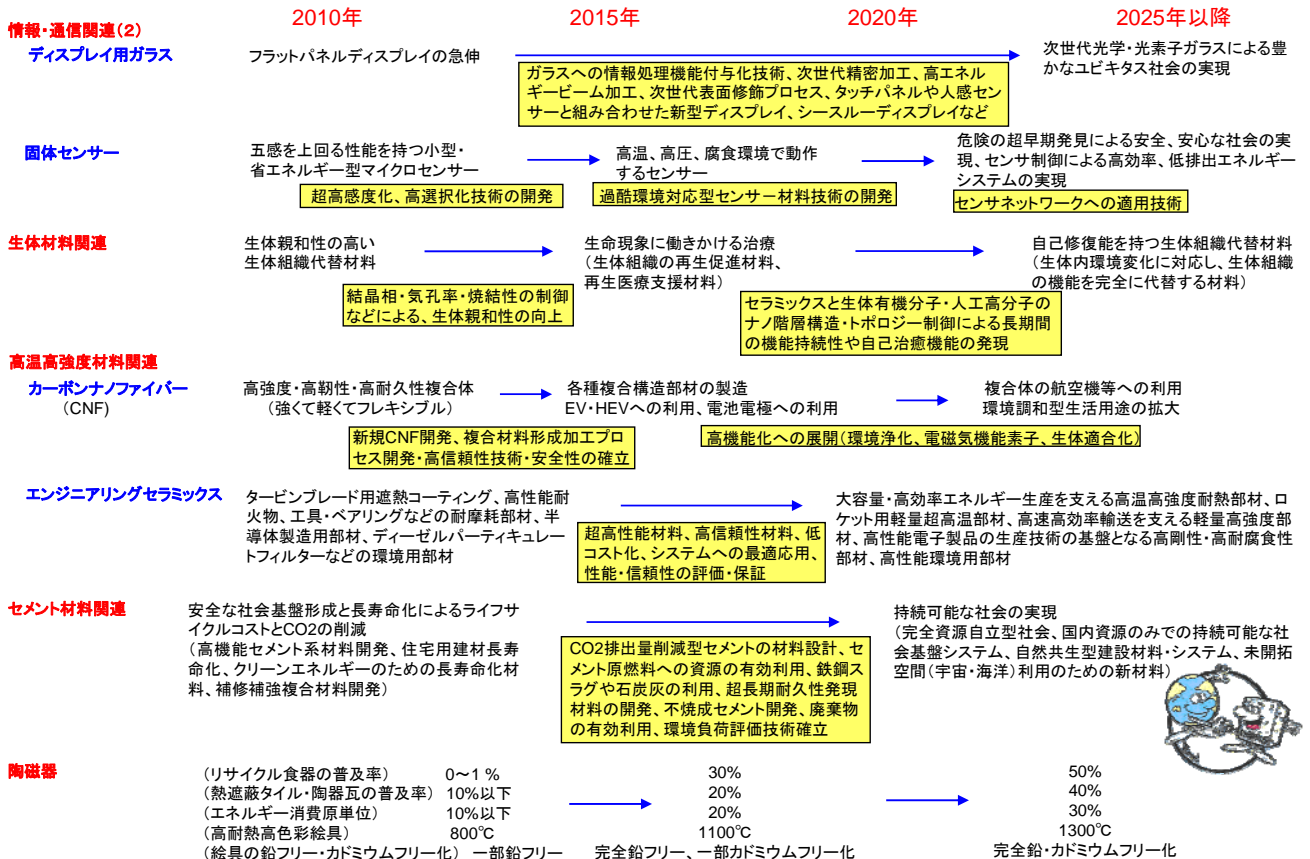 2010年 2015年 2020年 2025年以降
情報・通信関連(2)
ディスプレイ用ガラス
フラットパネルディスプレイの急伸
次世代光学・光素子ガラスによる豊
かなユビキタス社会の実現
ガラスへの情報処理機能付与化技術、次世代精密加工、高エネル
ギービーム加工、次世代表面修飾プロセス、タッチパネルや人感セン
サーと組み合わせた新型ディスプレイ、シースルーディスプレイなど
固体センサー
五感を上回る性能を持つ小型・
省エネルギー型マイクロセンサー
超高感度化、高選択化技術の開発
高温、高圧、腐食環境で動作
するセンサー
過酷環境対応型センサー材料技術の開発
危険の超早期発見による安全、安心な社会の実
現、センサ制御による高効率、低排出エネルギー
システムの実現
センサネットワークへの適用技術
生体材料関連
生体親和性の高い
生体組織代替材料
結晶相・気孔率・焼結性の制御
などによる、生体親和性の向上
生命現象に働きかける治療
(生体組織の再生促進材料、
再生医療支援材料)
セラミックスと生体有機分子・人工高分子の
ナノ階層構造・トポロジー制御による長期間
の機能持続性や自己治癒機能の発現
自己修復能を持つ生体組織代替材料
(生体内環境変化に対応し、生体組織
の機能を完全に代替する材料)
高温高強度材料関連
カーボンナノファイバー
(CNF)
高強度・高靭性・高耐久性複合体
(強くて軽くてフレキシブル)
新規CNF開発、複合材料形成加工プロ
セス開発・高信頼性技術・安全性の確立
各種複合構造部材の製造
EV・HEVへの利用、電池電極への利用
高機能化への展開(環境浄化、電磁気機能素子、生体適合化)
複合体の航空機等への利用
環境調和型生活用途の拡大
エンジニアリングセラミックス
タービンブレード用遮熱コーティング、高性能耐
火物、工具・ベアリングなどの耐摩耗部材、半
導体製造用部材、ディーゼルパーティキュレー
トフィルターなどの環境用部材
超高性能材料、高信頼性材料、低
コスト化、システムへの最適応用、
性能・信頼性の評価・保証
大容量・高効率エネルギー生産を支える高温高強度耐熱部材、ロ
ケット用軽量超高温部材、高速高効率輸送を支える軽量高強度部
材、高性能電子製品の生産技術の基盤となる高剛性・高耐腐食性
部材、高性能環境用部材
セメント材料関連
安全な社会基盤形成と長寿命化によるライフサ
イクルコストとCO2の削減
(高機能セメント系材料開発、住宅用建材長寿
命化、クリーンエネルギーのための長寿命化材
料、補修補強複合材料開発)
CO2排出量削減型セメントの材料設計、セ
メント原燃料への資源の有効利用、鉄鋼ス
ラグや石炭灰の利用、超長期耐久性発現
材料の開発、不焼成セメント開発、廃棄物
の有効利用、環境負荷評価技術確立
持続可能な社会の実現
(完全資源自立型社会、国内資源のみでの持続可能な社
会基盤システム、自然共生型建設材料・システム、未開拓
空間(宇宙・海洋)利用のための新材料)
陶磁器
(リサイクル食器の普及率) 0~1 % 30% 50%
(熱遮蔽タイル・陶器瓦の普及率) 10%以下 20% 40%
(エネルギー消費原単位) 10%以下 20% 30%
(高耐熱高色彩絵具) 800℃ 1100℃ 1300℃
(絵具の鉛フリー・カドミウムフリー化) 一部鉛フリー 完全鉛フリー、一部カドミウムフリー化 完全鉛・カドミウムフリー化